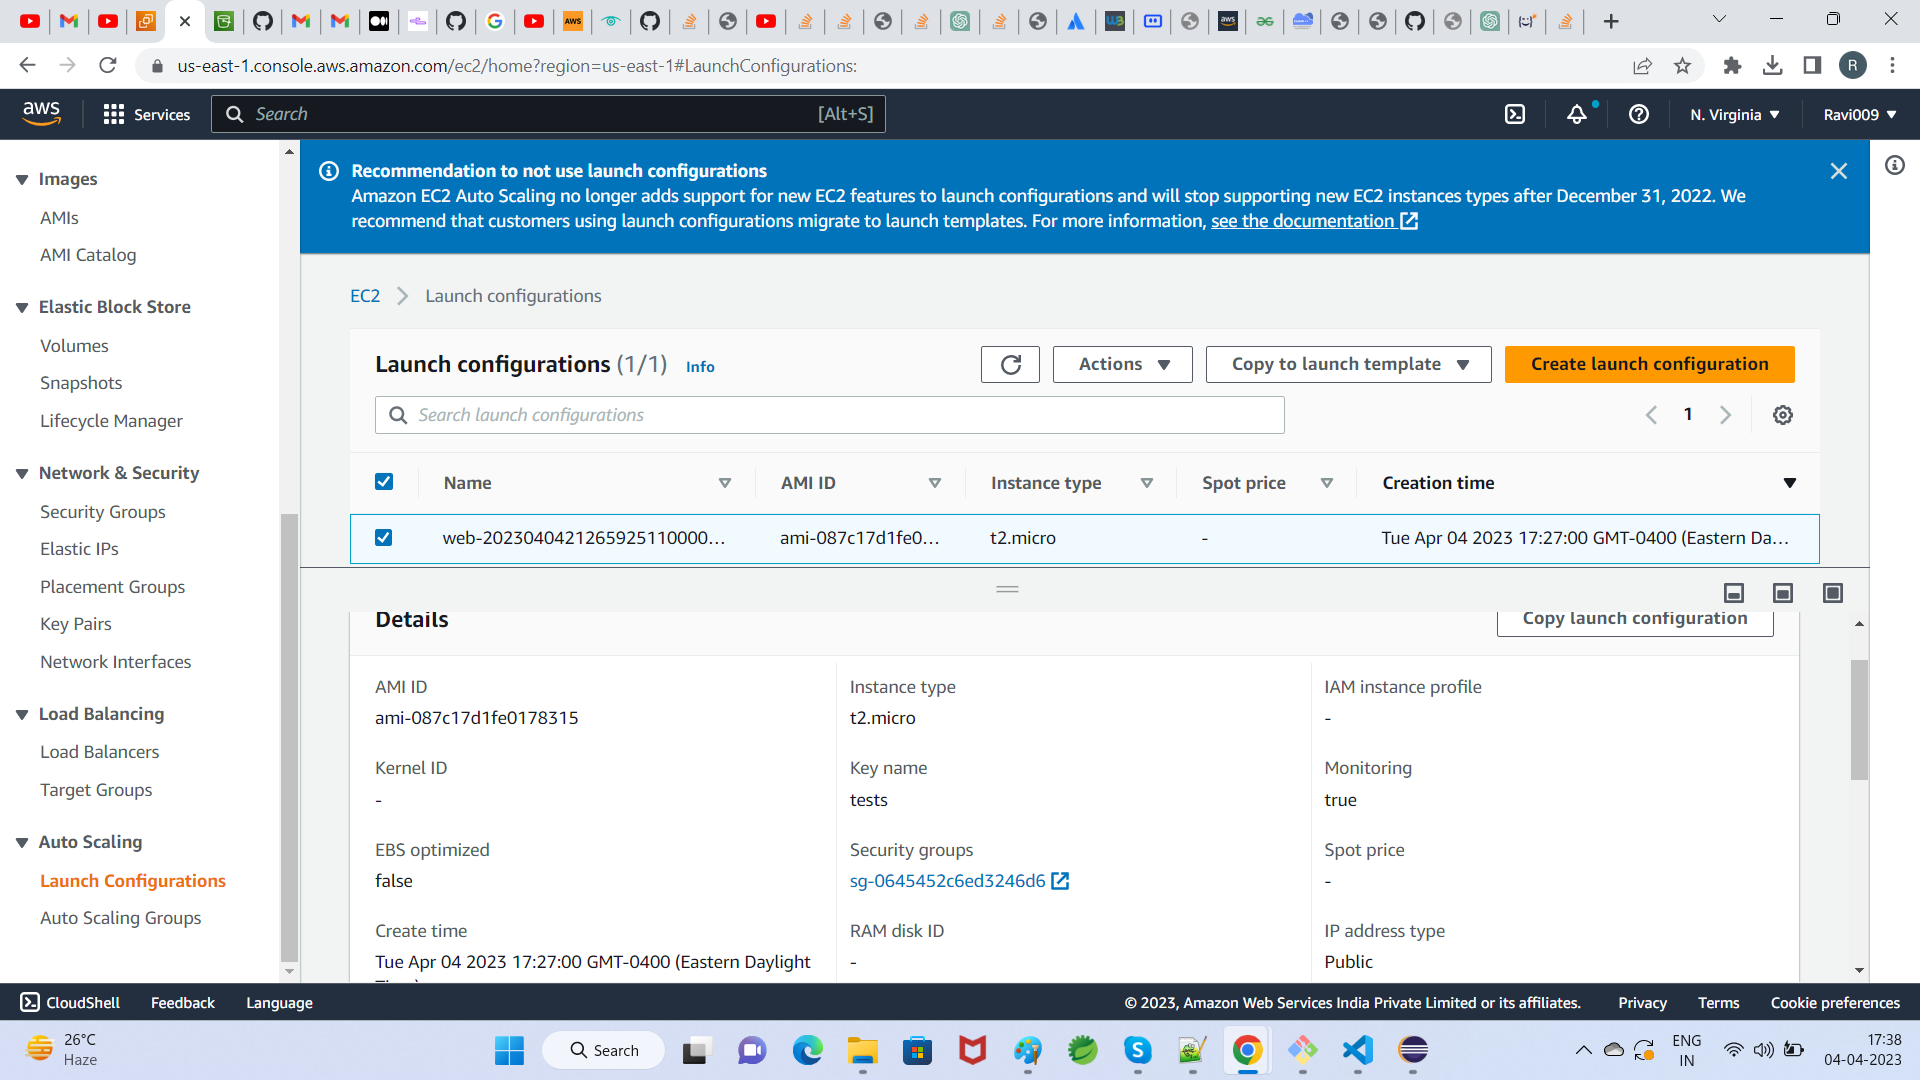 us-east-1.console.aws.amazon.com/ec2/home?region=us-east-1#LaunchConfigurations:
R
aws
Services
Search
[Alt+S]
N. Virginia
Ravi009
Images
AMIs
AMI Catalog
Elastic Block Store
Volumes
Snapshots
Lifecycle Manager
Network & Security
Security Groups
Elastic IPs
Placement Groups
Key Pairs
Network Interfaces
Load Balancing
Load Balancers
Target Groups
Auto Scaling
Launch Configurations
Auto Scaling Groups
Recommendation to not use launch configurations
Amazon EC2 Auto Scaling no longer adds support for new EC2 features to launch configurations and will stop supporting new EC2 instances types after December 31, 2022. We
recommend that customers using launch configurations migrate to launch templates. For more information, see the documentation
EC2 Launch configurations
Launch configurations (1/1) Info
Actions
Copy to launch template
Create launch configuration
Search launch configurations
1
Name AMI ID Instance type Spot price Creation time
web-2023040421265925110000... ami-087c17d1fe0... t2.micro - Tue Apr 04 2023 17:27:00 GMT-0400 (Eastern Da...
Details
Copy launch configuration
AMI ID
ami-087c17d1fe0178315
Instance type
t2.micro
IAM instance profile
-
Kernel ID
-
Key name
tests
Monitoring
true
EBS optimized
false
Security groups
sg-0645452c6ed3246d6
Spot price
-
Create time
Tue Apr 04 2023 17:27:00 GMT-0400 (Eastern Daylight
RAM disk ID
-
IP address type
Public
CloudShell
Feedback
Language
© 2023, Amazon Web Services India Private Limited or its affiliates.
Privacy
Terms
Cookie preferences
26°C
Haze
Search
ENG
IN
17:38
04-04-2023